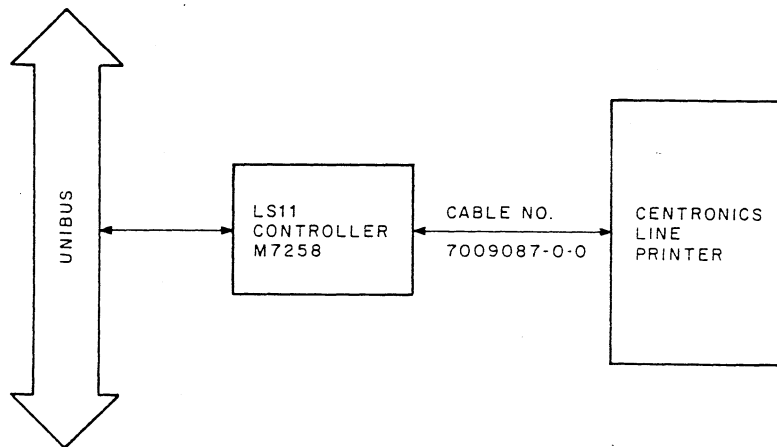 UNIBUS
LS11
CONTROLLER
M7258
CABLE NO.
7009087-0-0
CENTRONICS
LINE
PRINTER